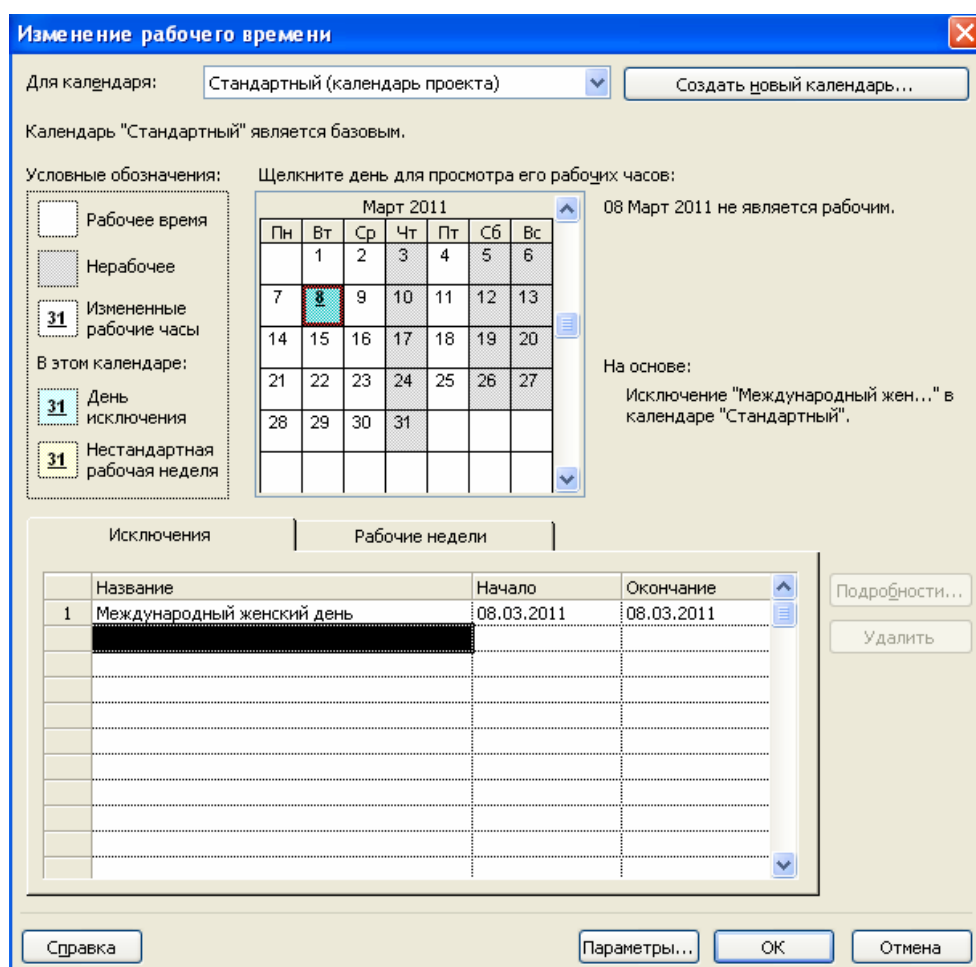 Изменение рабочего времени
Для календаря: Стандартный (календарь проекта) Создать новый календарь...
Календарь "Стандартный" является базовым.
Условные обозначения:
Рабочее время
Нерабочее
31 Измененные
рабочие часы
В этом календаре:
31 День
исключения
31 Нестандартная
рабочая неделя
Щелкните день для просмотра его рабочих часов:
Март 2011
Пн Вт Ср Чт Пт Сб Вс
1 2 3 4 5 6
7 8 9 10 11 12 13
14 15 16 17 18 19 20
21 22 23 24 25 26 27
28 29 30 31
08 Март 2011 не является рабочим.
На основе:
Исключение "Международный жен..." в
календаре "Стандартный".
Исключения Рабочие недели
Название Начало Окончание
1 Международный женский день 08.03.2011 08.03.2011
Подробности...
Удалить
Справка Параметры... ОК Отмена